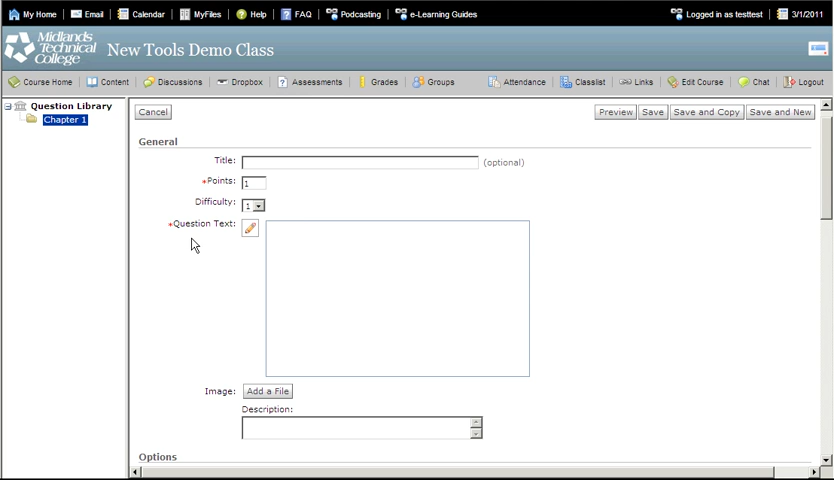 My Home Email Calendar MyFiles Help FAQ Podcasting e-Learning Guides Logged in as testtest 3/1/2011
Midlands
Technical
College
New Tools Demo Class
Course Home Content Discussions Dropbox Assessments Grades Groups Attendance Classlist Links Edit Course Chat Logout
Question Library
Chapter 1
Cancel Preview Save Save and Copy Save and New
General
Title: (optional)
*Points: 1
Difficulty: 1
*Question Text:
Image: Add a File
Description:
Options